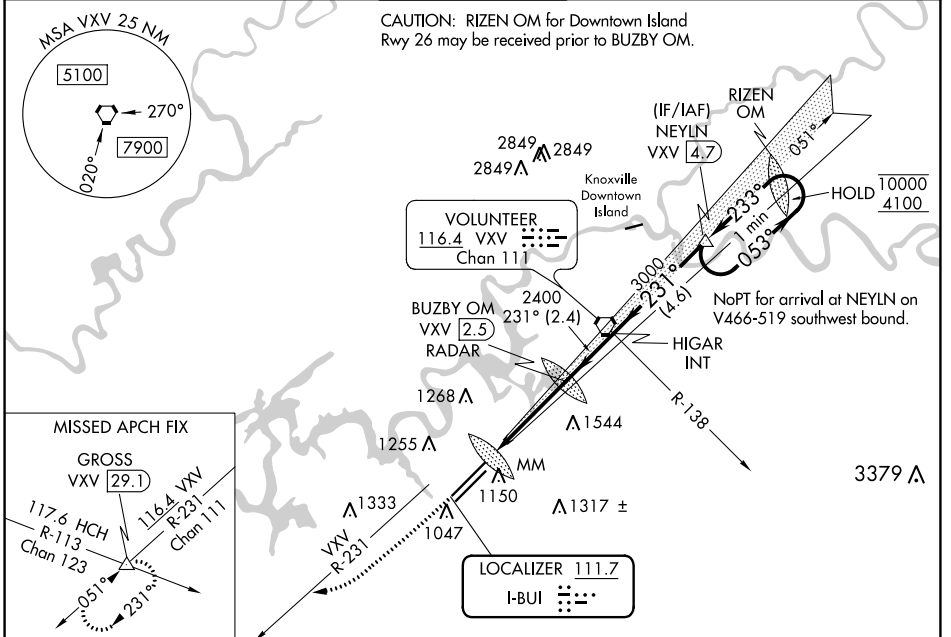 MSA VXV 25 NM
5100
270°
7900
020°
CAUTION: RIZEN OM for Downtown Island
Rwy 26 may be received prior to BUZBY OM.
RIZEN
OM
(IF/IAF)
NEYLN
VXV 4.7
051°
2849
2849
2849
Knoxville
Downtown
Island
HOLD 10000
4100
233°
1 min
053°
VOLUNTEER
116.4 VXV
Chan 111
3000
231°
(4.6)
NoPT for arrival at NEYLN on
V466-519 southwest bound.
2400
231° (2.4)
BUZBY OM
VXV 2.5
RADAR
HIGAR
INT
R-138
1268
1544
1255
MM
1150
3379
1333
1047
1317 ±
VXV
R-231
LOCALIZER 111.7
I-BUI
MISSED APCH FIX
GROSS
VXV 29.1
116.4 VXV
R-231
Chan 111
117.6 HCH
R-113
Chan 123
051°
231°